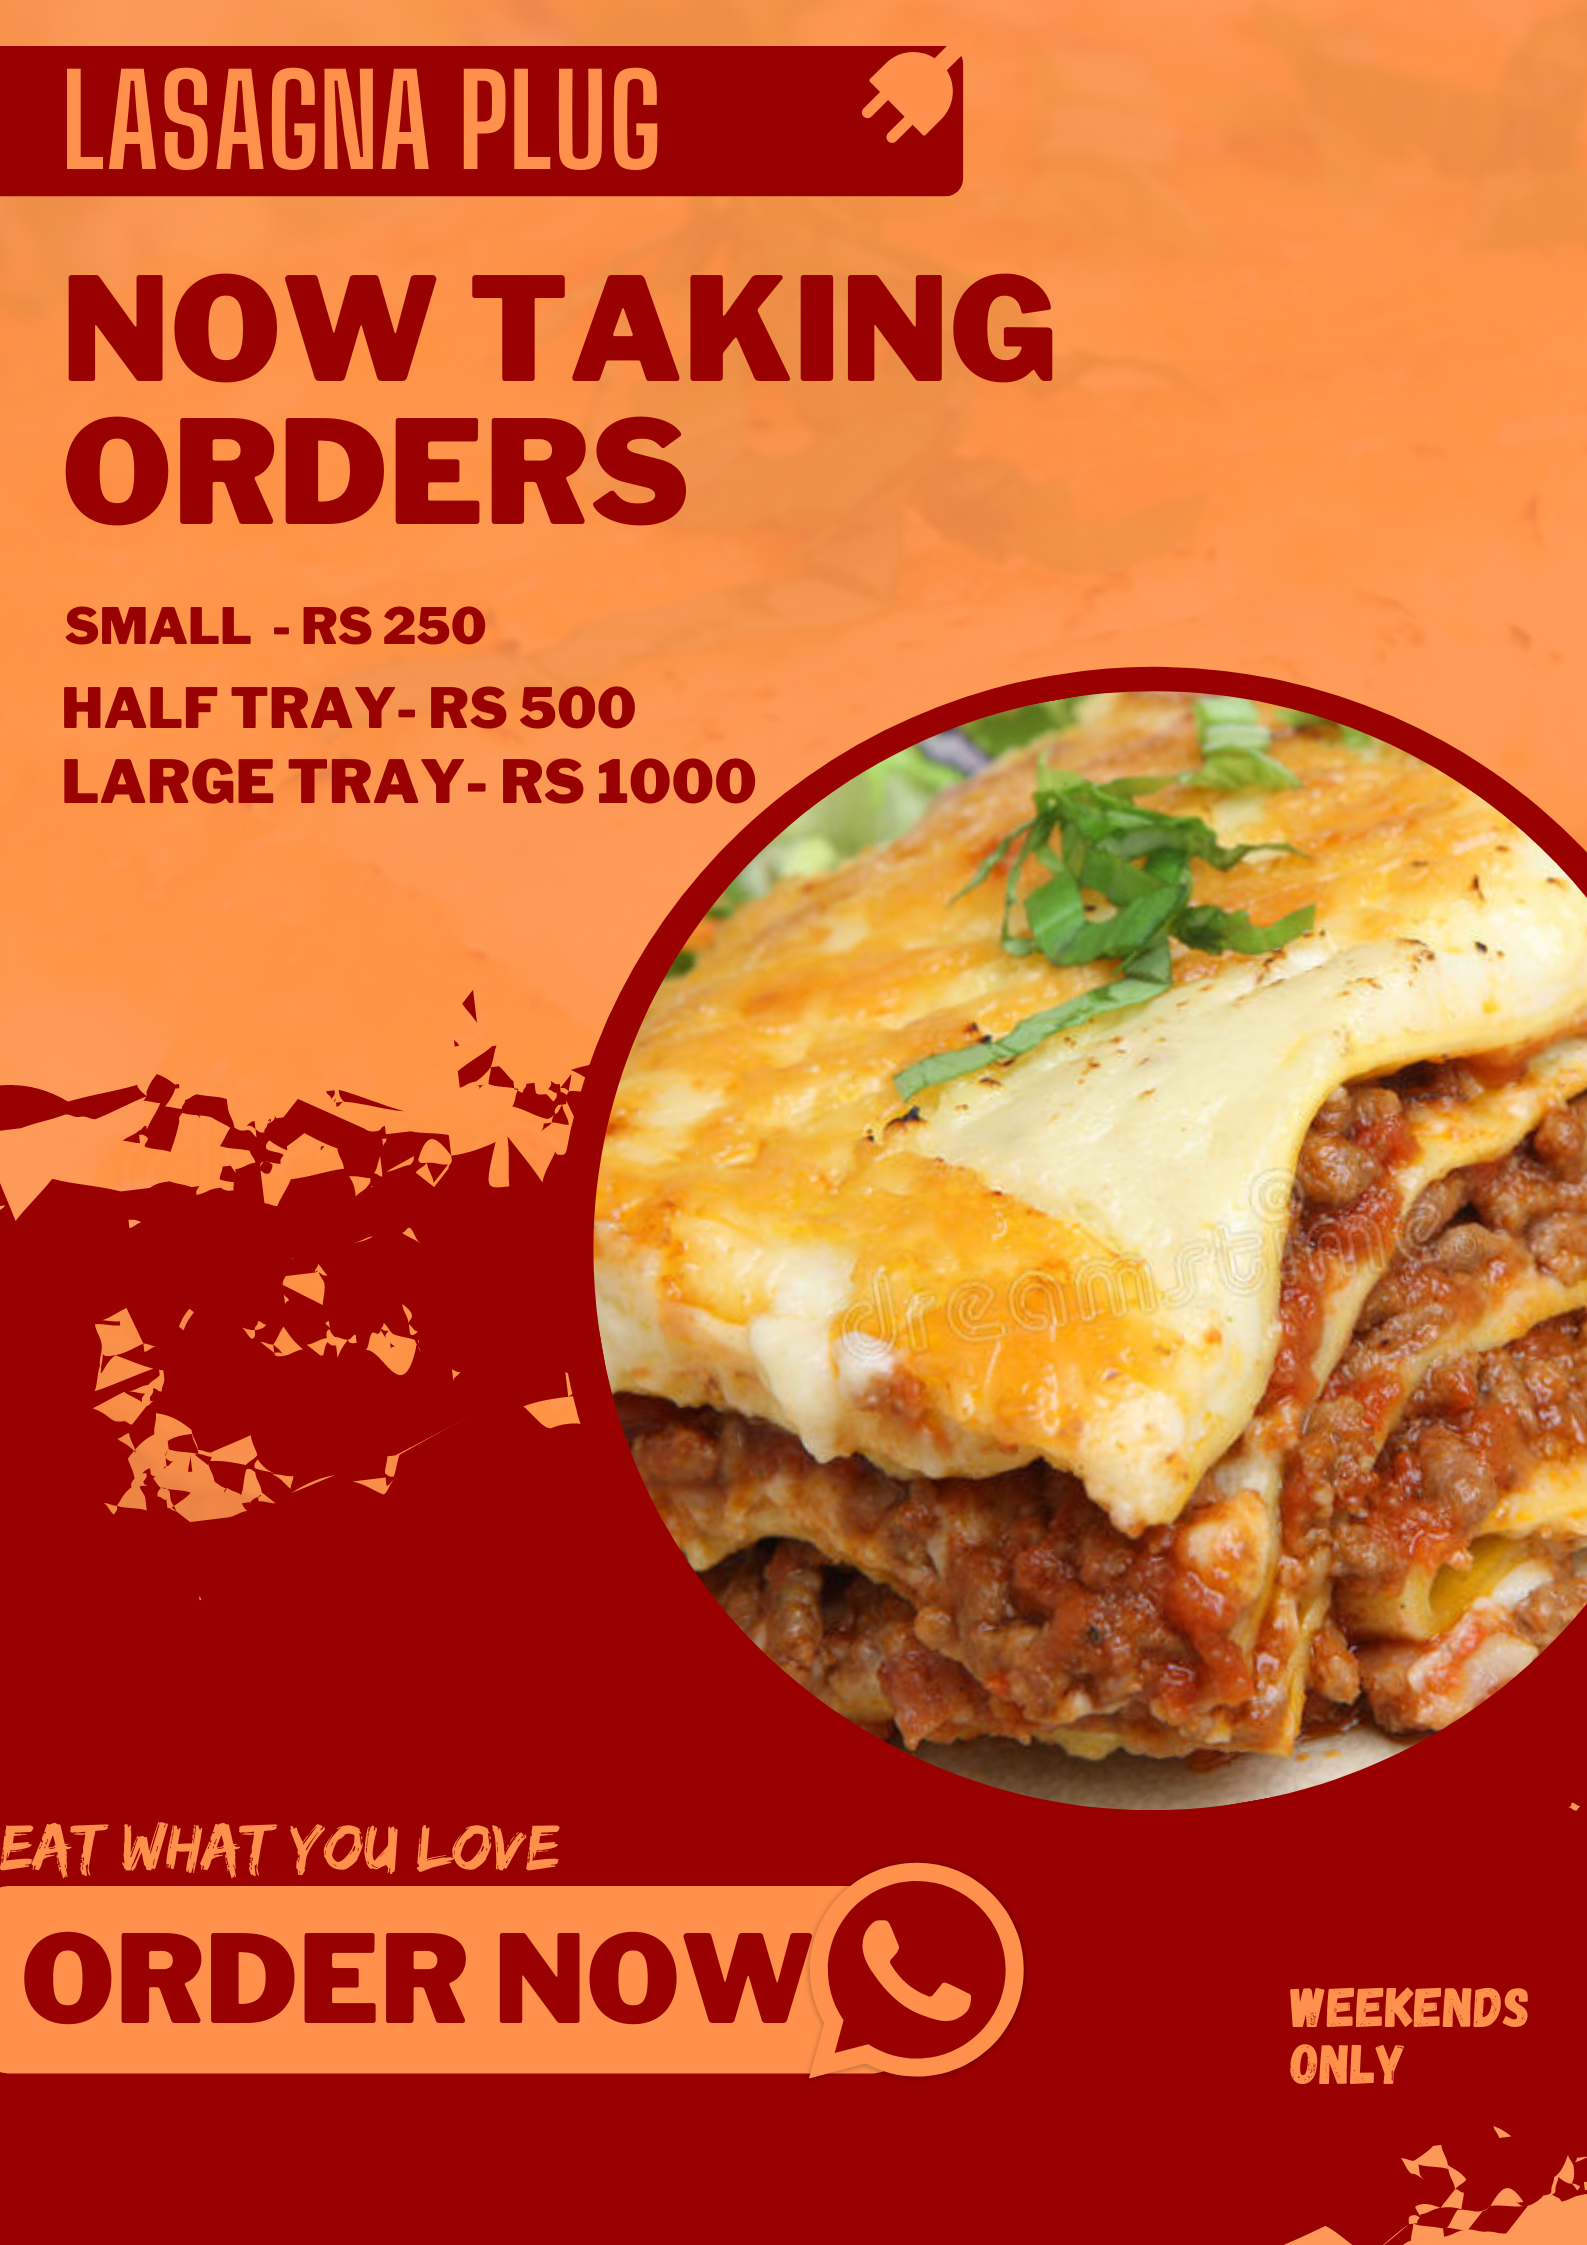 LASAGNA PLUG
NOW TAKING
ORDERS
SMALL - RS 250
HALF TRAY- RS 500
LARGE TRAY- RS 1000
dreamstime.
EAT WHAT YOU LOVE
ORDER NOW
WEEKENDS
ONLY